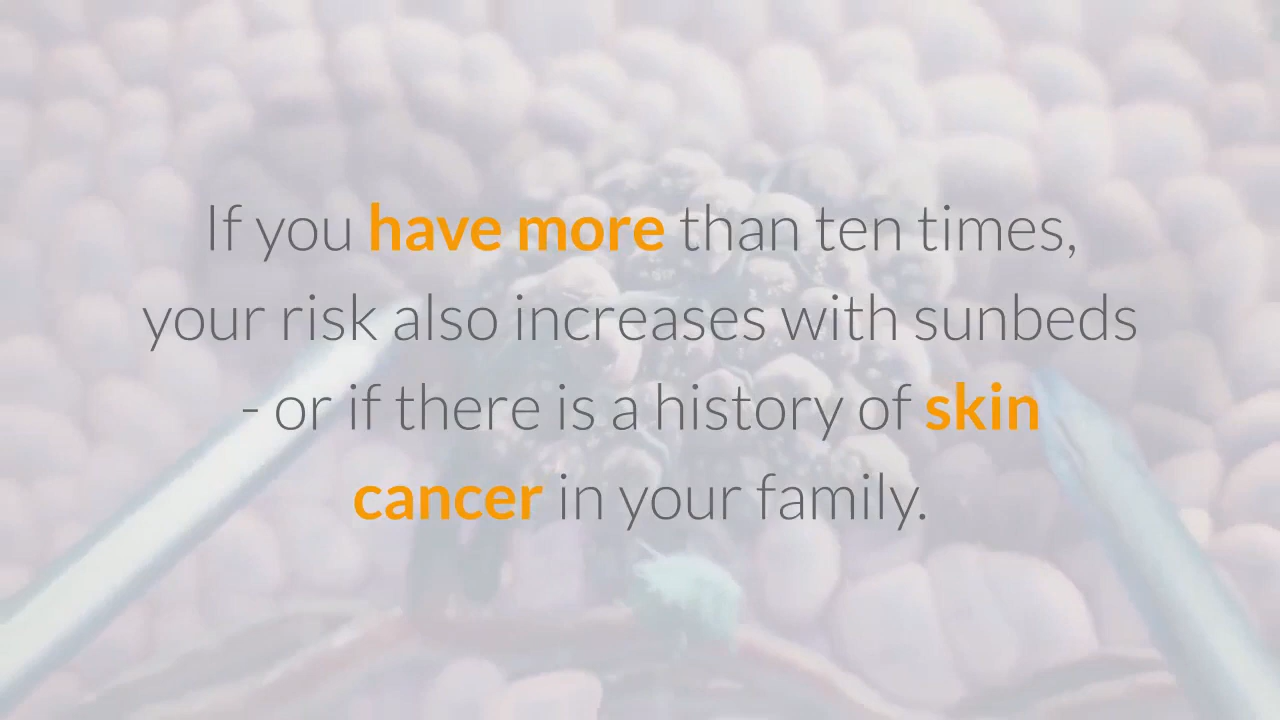 If you have more than ten times,
your risk also increases with sunbeds
- or if there is a history of skin
cancer in your family.